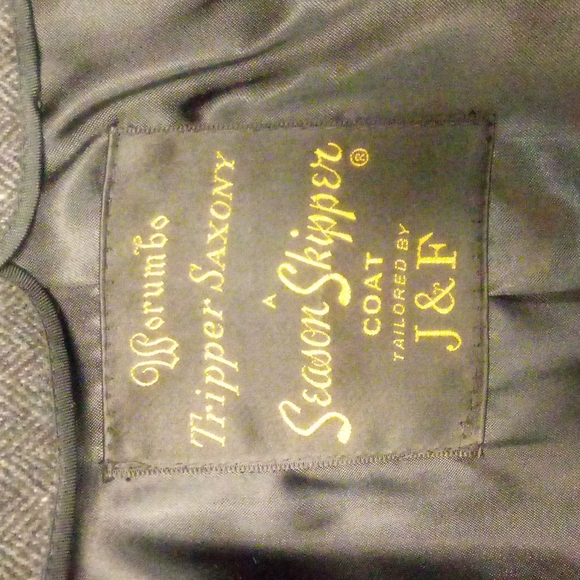 Worumbo
Tripper Saxony
A
Season Skipper ®
COAT
TAILORED BY
J & F